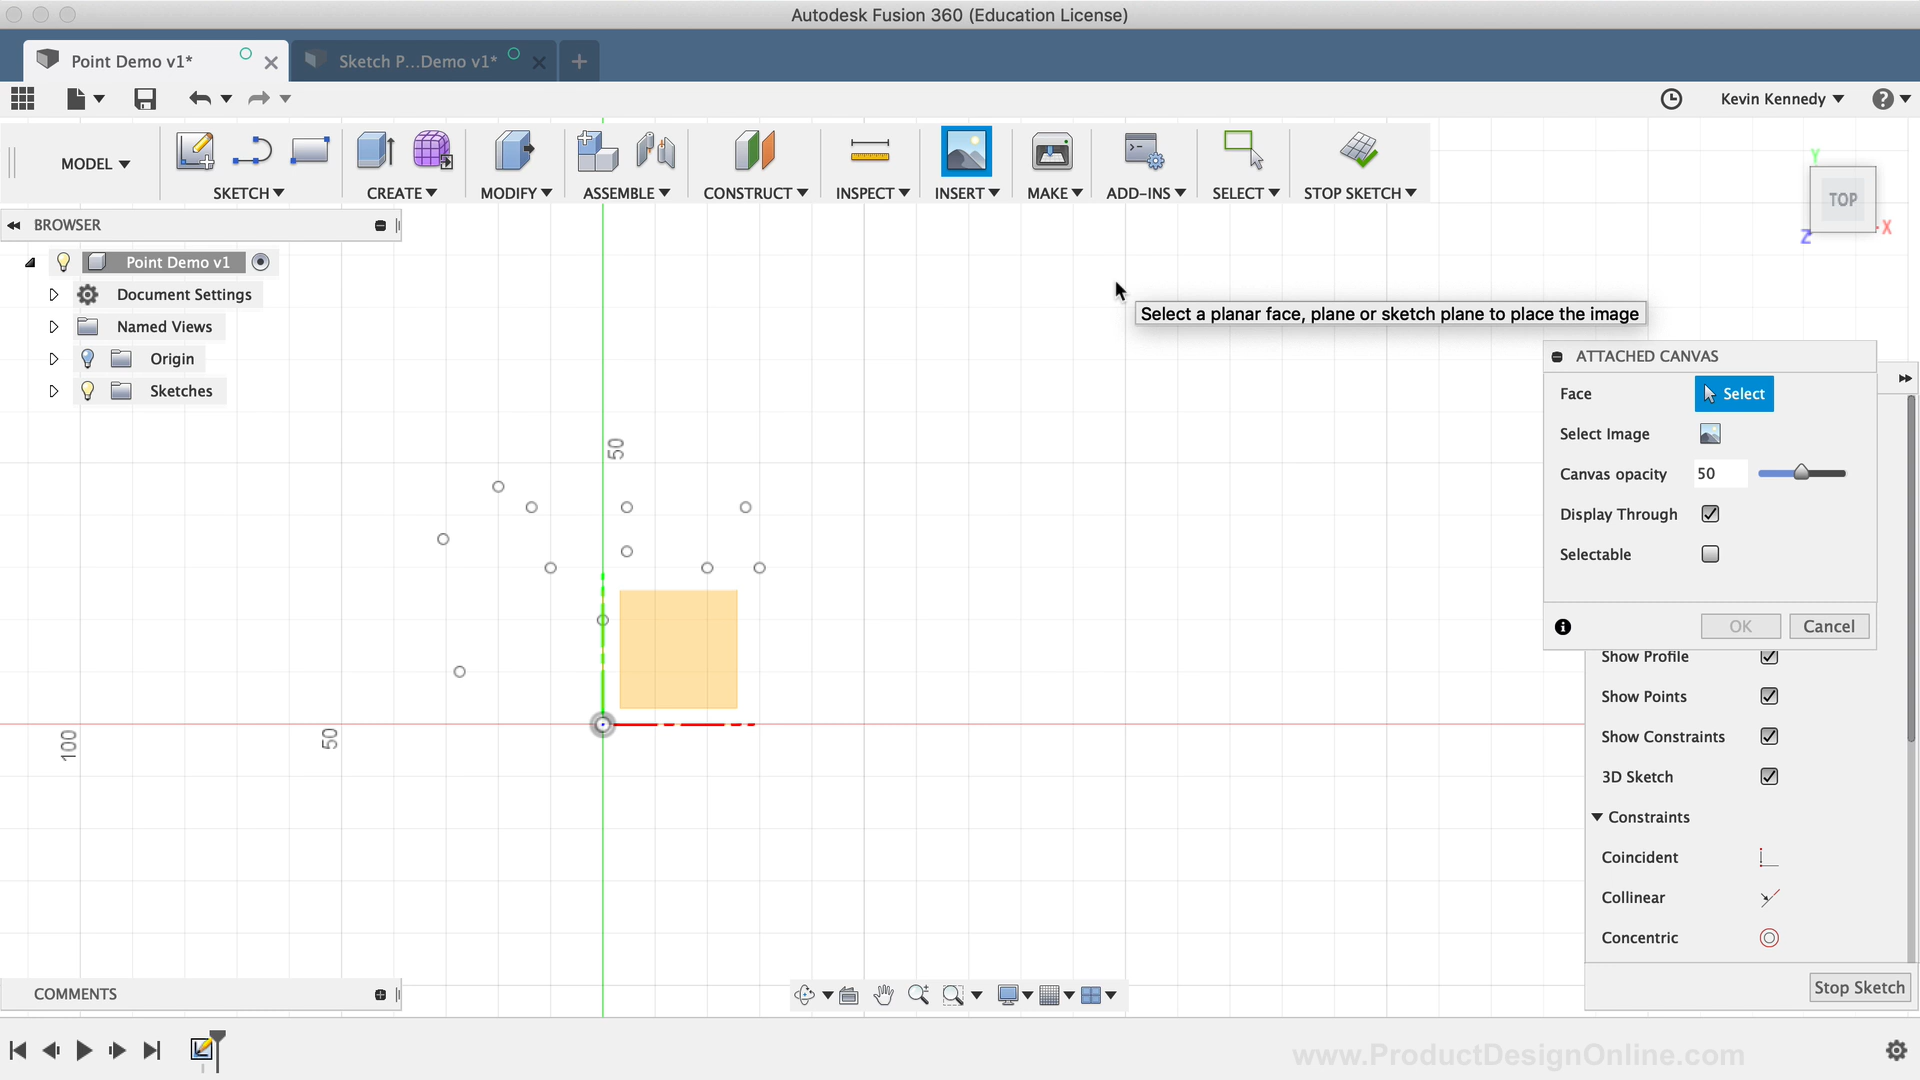 Autodesk Fusion 360 (Education License)
Point Demo v1*
Sketch P...Demo v1*
Kevin Kennedy
MODEL
SKETCH
CREATE
MODIFY
ASSEMBLE
CONSTRUCT
INSPECT
INSERT
MAKE
ADD-INS
SELECT
STOP SKETCH
Y
TOP
Z
X
BROWSER
Point Demo v1
Document Settings
Named Views
Origin
Sketches
Select a planar face, plane or sketch plane to place the image
ATTACHED CANVAS
Face
Select
Select Image
Canvas opacity
50
Display Through
Selectable
OK
Cancel
Show Profile
Show Points
Show Constraints
3D Sketch
Constraints
Coincident
Collinear
Concentric
Stop Sketch
50
50
100
COMMENTS
www.ProductDesignOnline.com